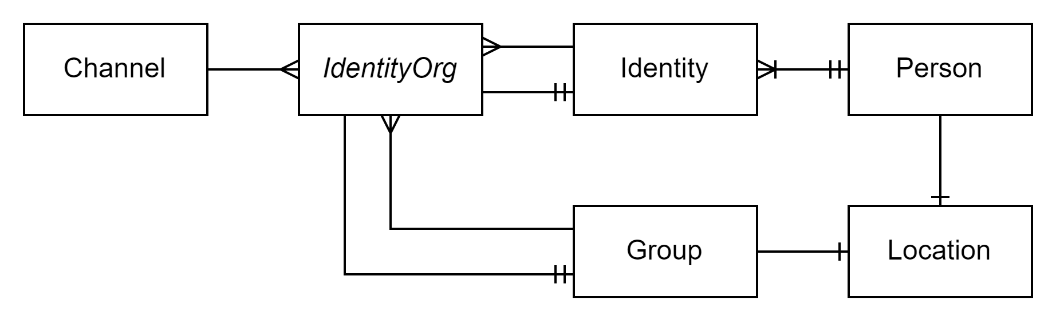 Channel
IdentityOrg
Identity
Person
Group
Location